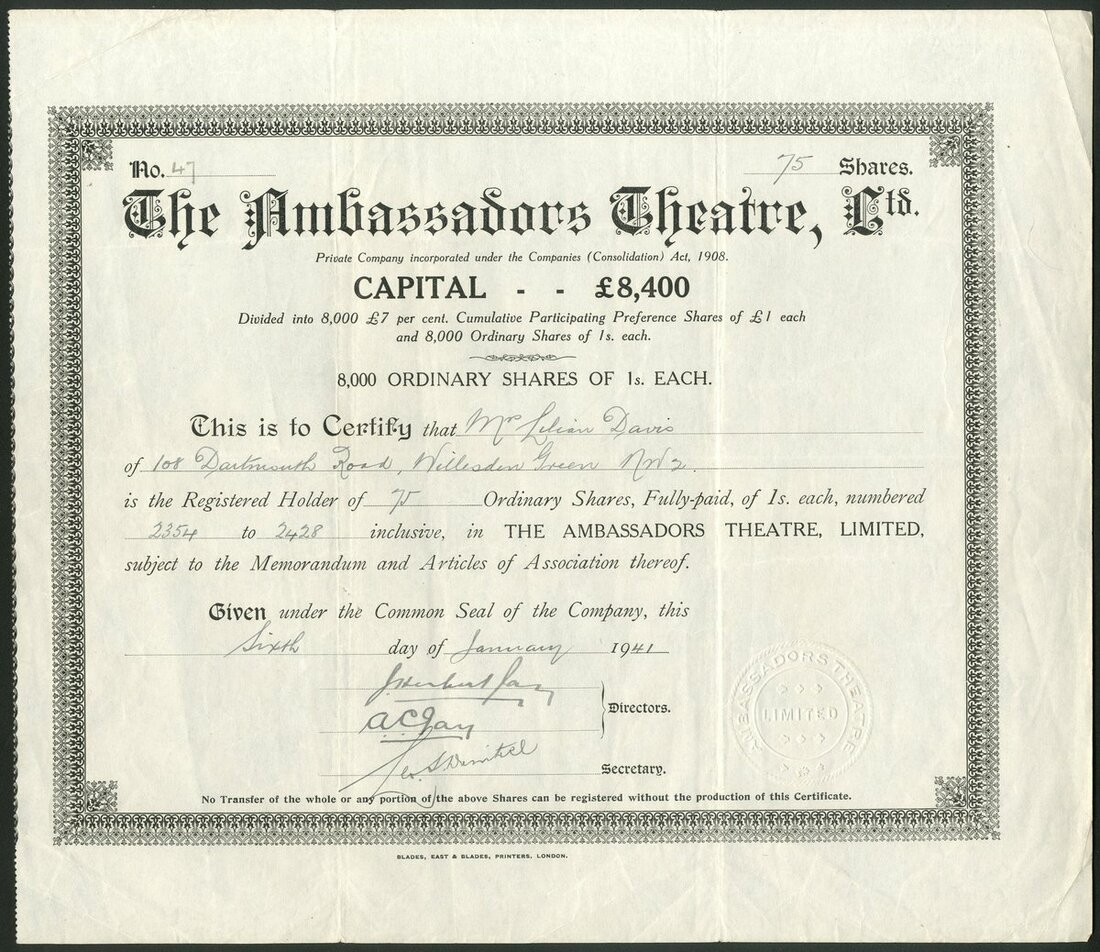 No. 47 75 Shares.
The Ambassadors Theatre, Ltd.
Private Company incorporated under the Companies (Consolidation) Act, 1908.
CAPITAL - - £8,400
Divided into 8,000 £7 per cent. Cumulative Participating Preference Shares of £1 each
and 8,000 Ordinary Shares of 1s. each.
8,000 ORDINARY SHARES OF 1s. EACH.
This is to Certify that Mrs Lilian Davis
of 108 Dartmouth Road, Willesden Green NW2.
is the Registered Holder of 75 Ordinary Shares, Fully-paid, of 1s. each, numbered
2354 to 2428 inclusive, in THE AMBASSADORS THEATRE, LIMITED,
subject to the Memorandum and Articles of Association thereof.
Given under the Common Seal of the Company, this
Sixth day of January 1941
J Herbert Jay
A.C. Jay
Directors.
Geo. S.
Secretary.
AMBASSADORS THEATRE
LIMITED
No Transfer of the whole or any portion of the above Shares can be registered without the production of this Certificate.
BLADES, EAST & BLADES, PRINTERS, LONDON.